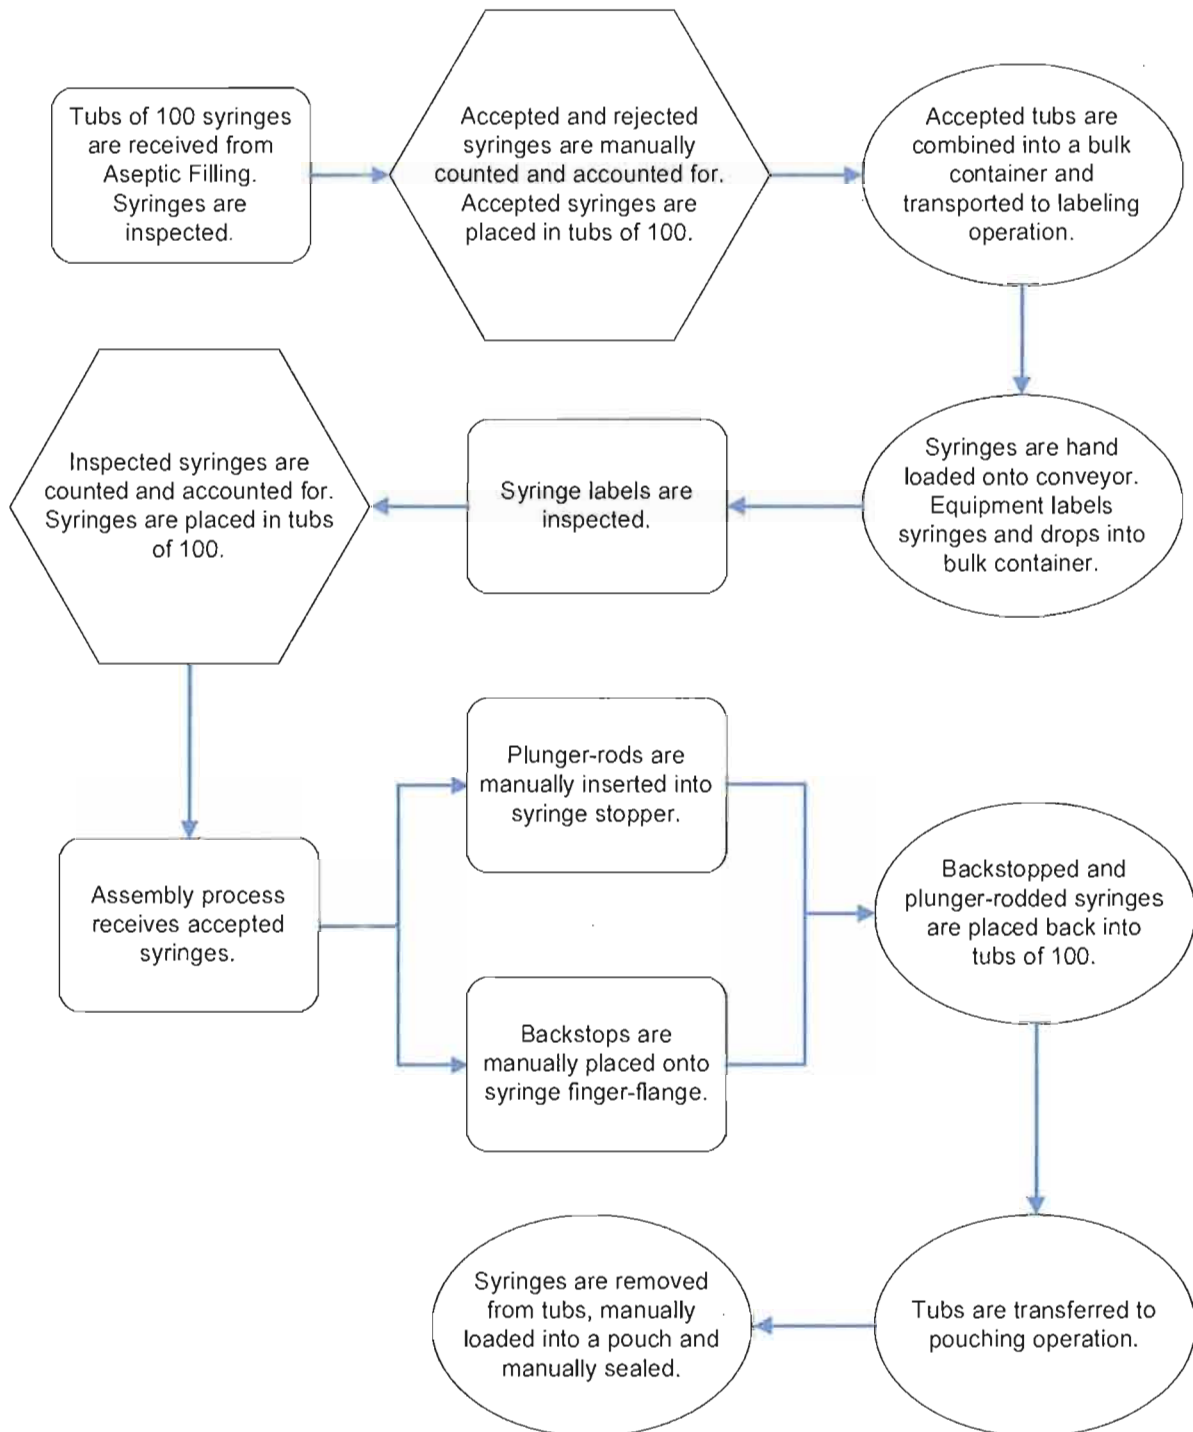 Tubs of 100 syringes
are received from
Aseptic Filling.
Syringes are
inspected.
Accepted and rejected
syringes are manually
counted and accounted for.
Accepted syringes are
placed in tubs of 100.
Accepted tubs are
combined into a bulk
container and
transported to labeling
operation.
Syringes are hand
loaded onto conveyor.
Equipment labels
syringes and drops into
bulk container.
Syringe labels are
inspected.
Inspected syringes are
counted and accounted for.
Syringes are placed in tubs
of 100.
Assembly process
receives accepted
syringes.
Plunger-rods are
manually inserted into
syringe stopper.
Backstops are
manually placed onto
syringe finger-flange.
Backstopped and
plunger-rodded syringes
are placed back into
tubs of 100.
Tubs are transferred to
pouching operation.
Syringes are removed
from tubs, manually
loaded into a pouch and
manually sealed.